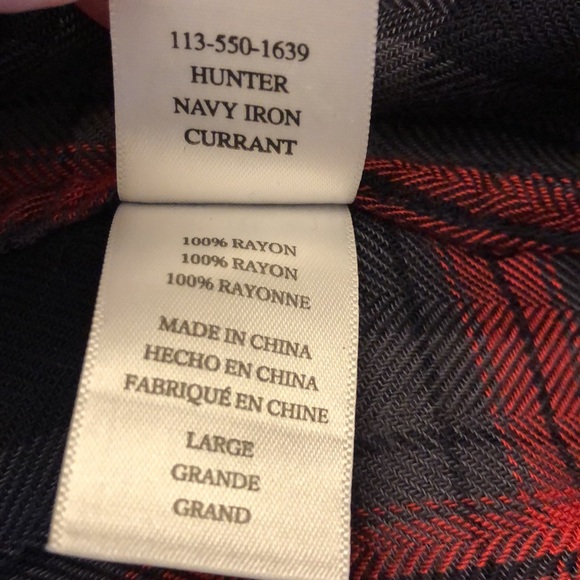 113-550-1639
HUNTER
NAVY IRON
CURRANT
100% RAYON
100% RAYON
100% RAYONNE
MADE IN CHINA
HECHO EN CHINA
FABRIQUÉ EN CHINE
LARGE
GRANDE
GRAND